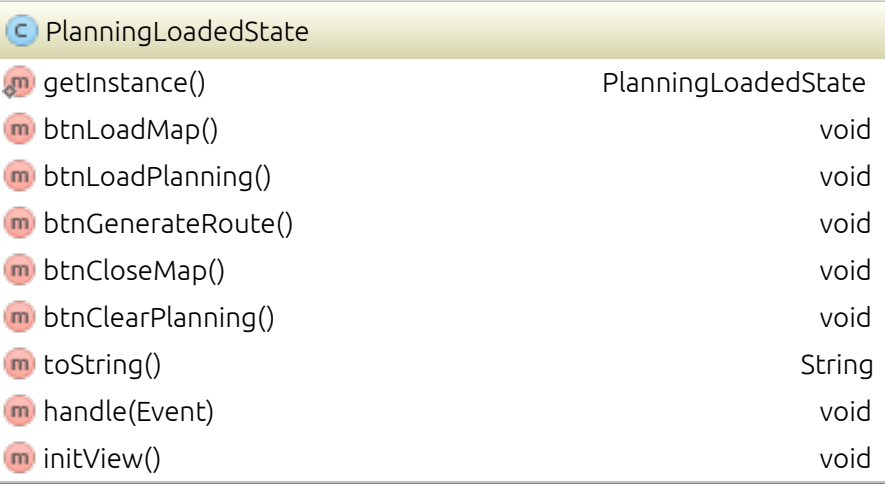 C PlanningLoadedState
m getInstance() PlanningLoadedState
m btnLoadMap() void
m btnLoadPlanning() void
m btnGenerateRoute() void
m btnCloseMap() void
m btnClearPlanning() void
m toString() String
m handle(Event) void
m initView() void